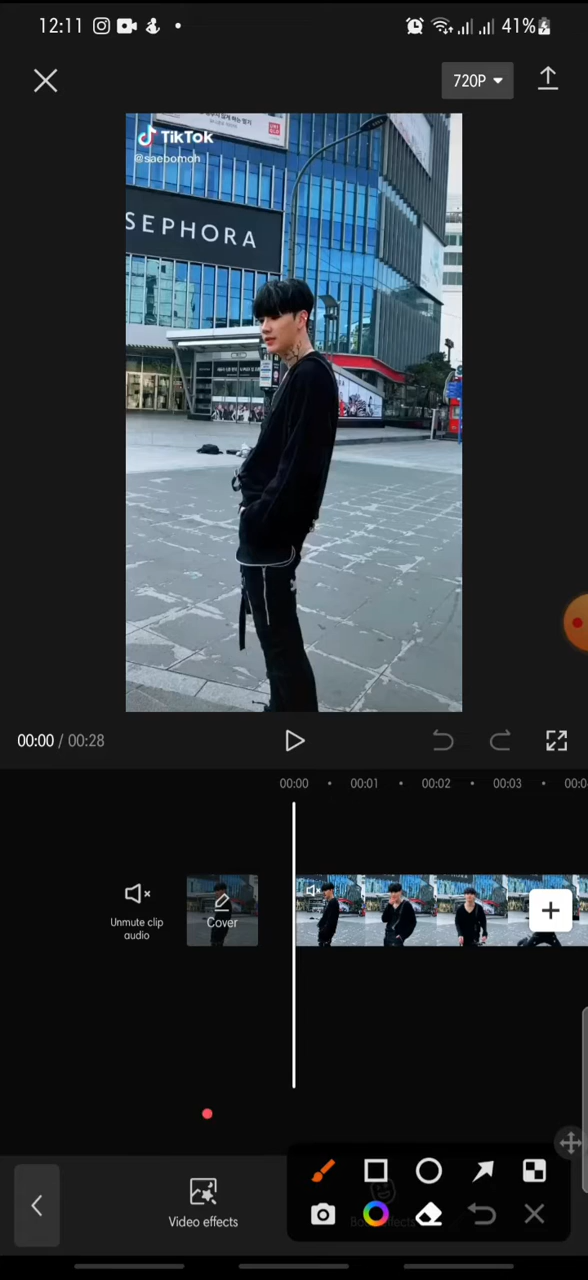 12:11
41%
720P
TikTok
@saebomoh
SEPHORA
00:00 / 00:28
00:00
00:01
00:02
00:03
Unmute clip
audio
Cover
Video effects